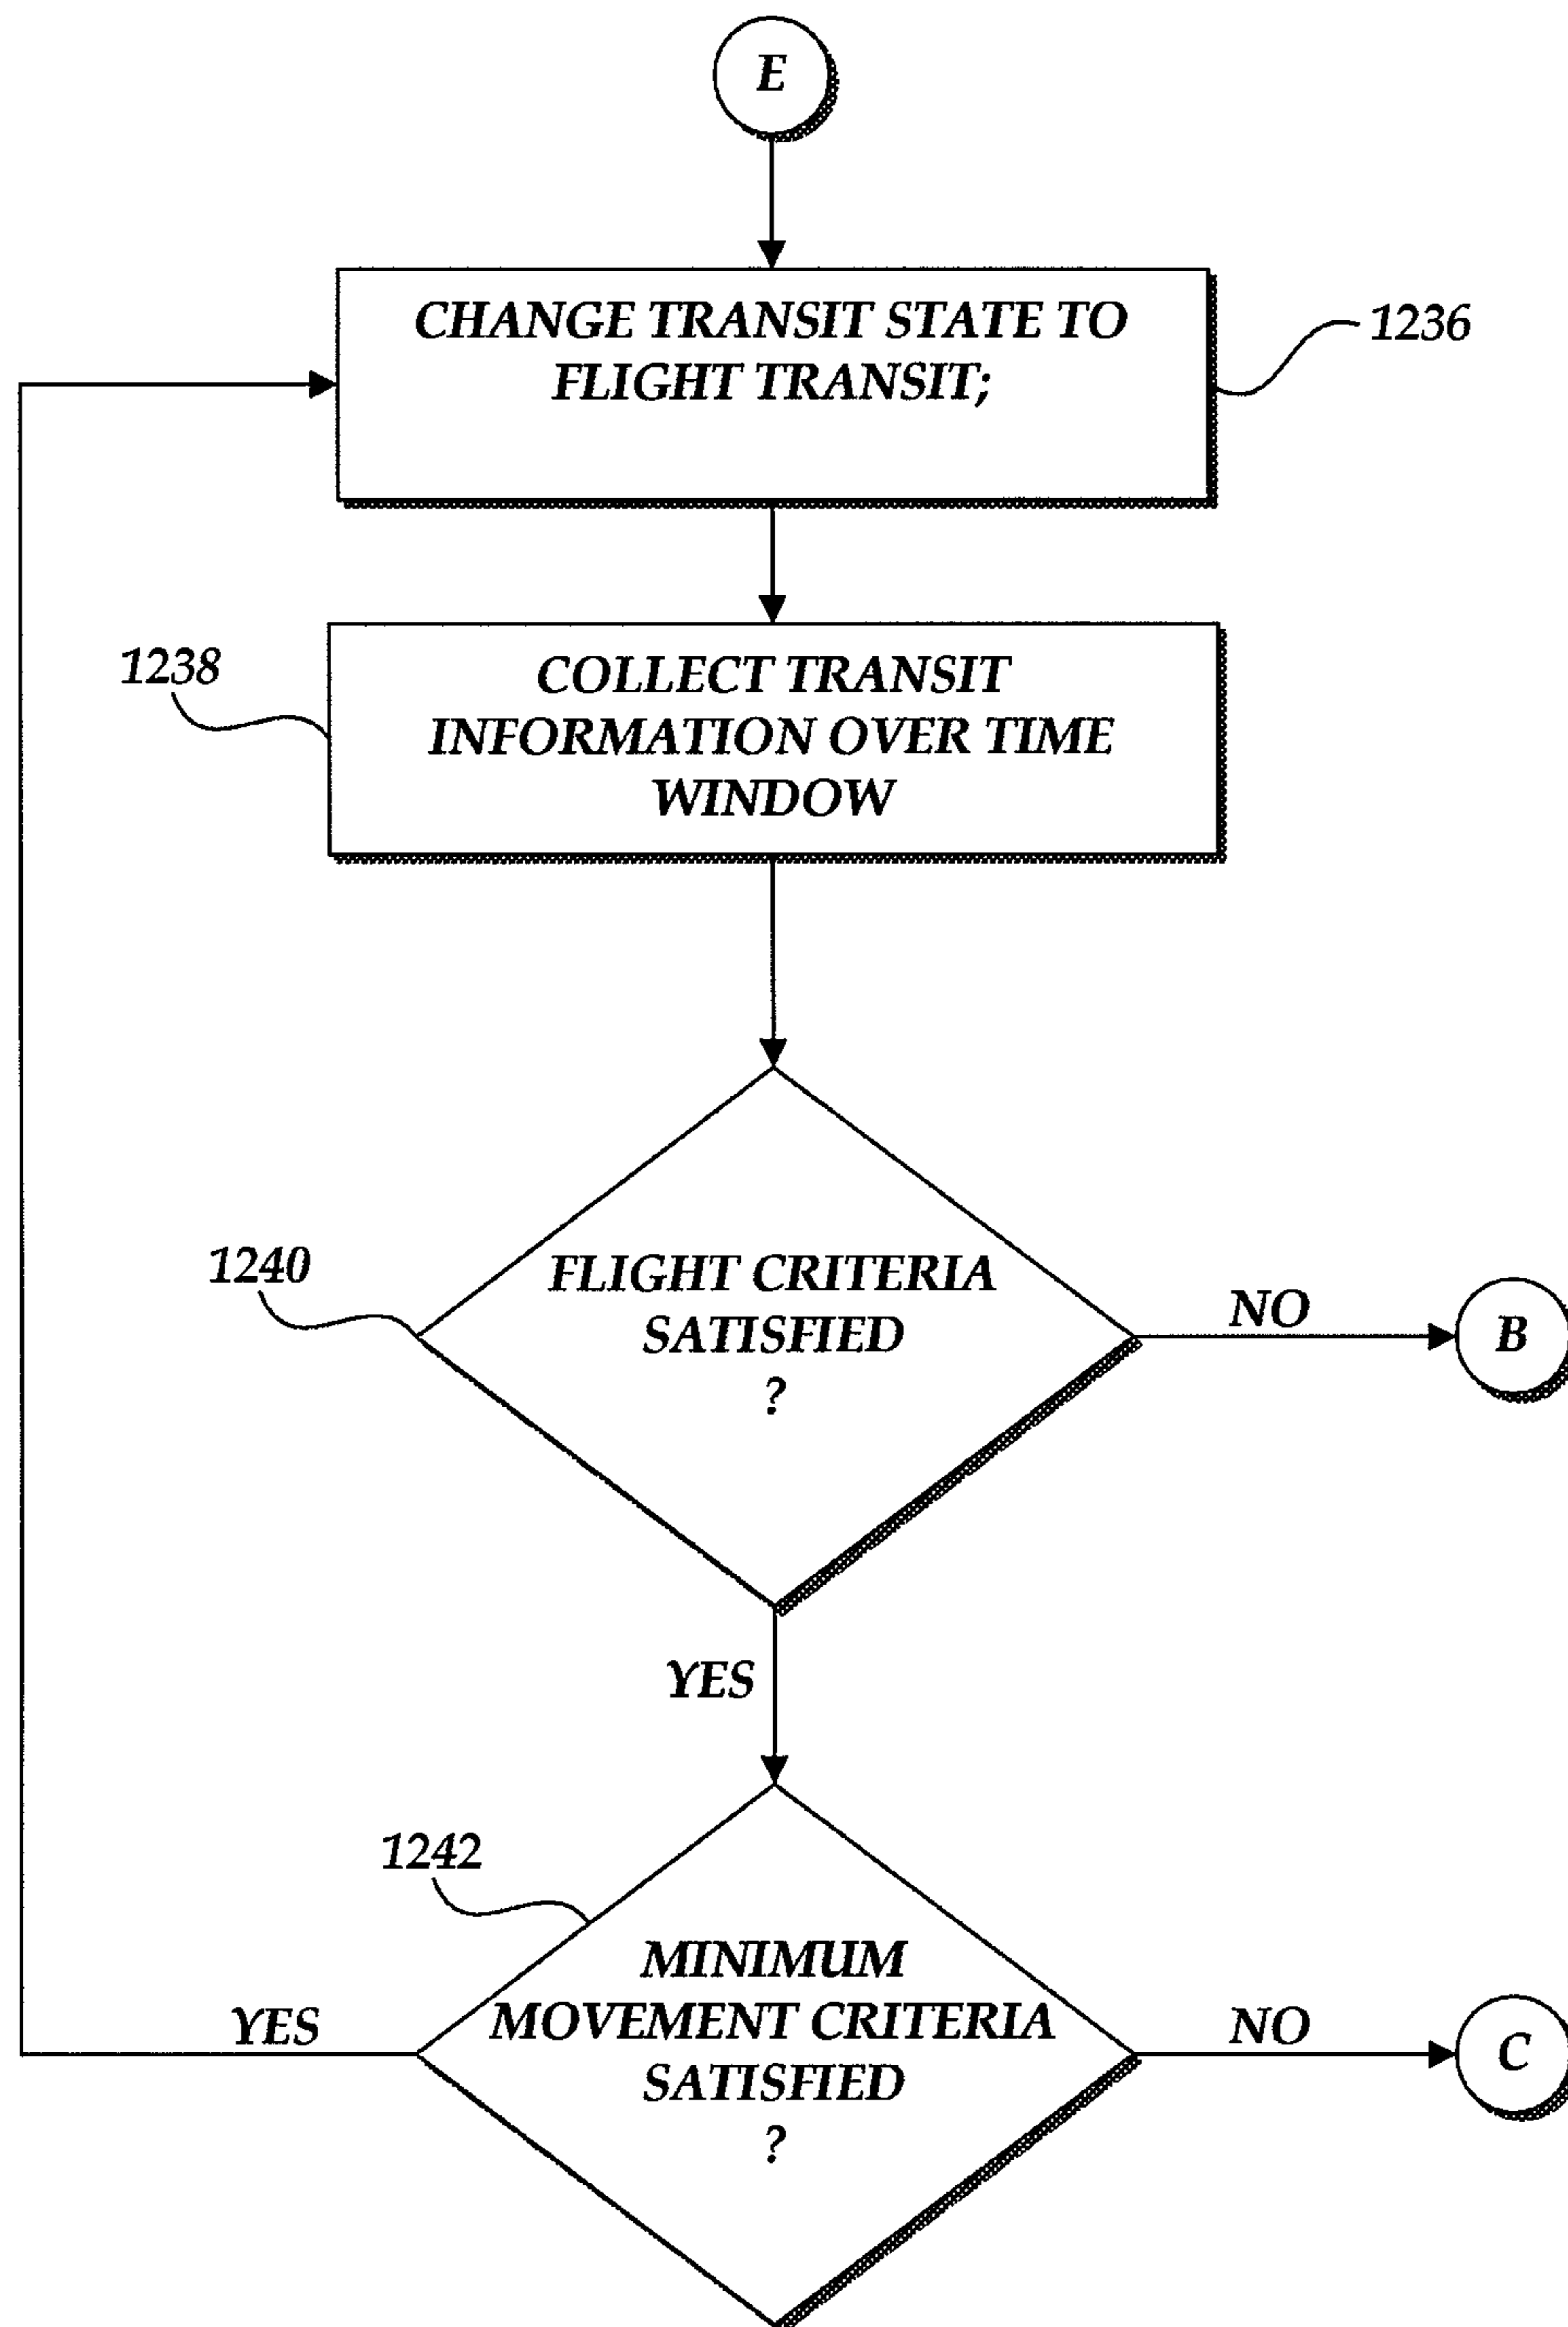 E
CHANGE TRANSIT STATE TO
FLIGHT TRANSIT;
1236
1238
COLLECT TRANSIT
INFORMATION OVER TIME
WINDOW
1240
FLIGHT CRITERIA
SATISFIED
?
NO
B
YES
1242
MINIMUM
MOVEMENT CRITERIA
SATISFIED
?
YES
NO
C